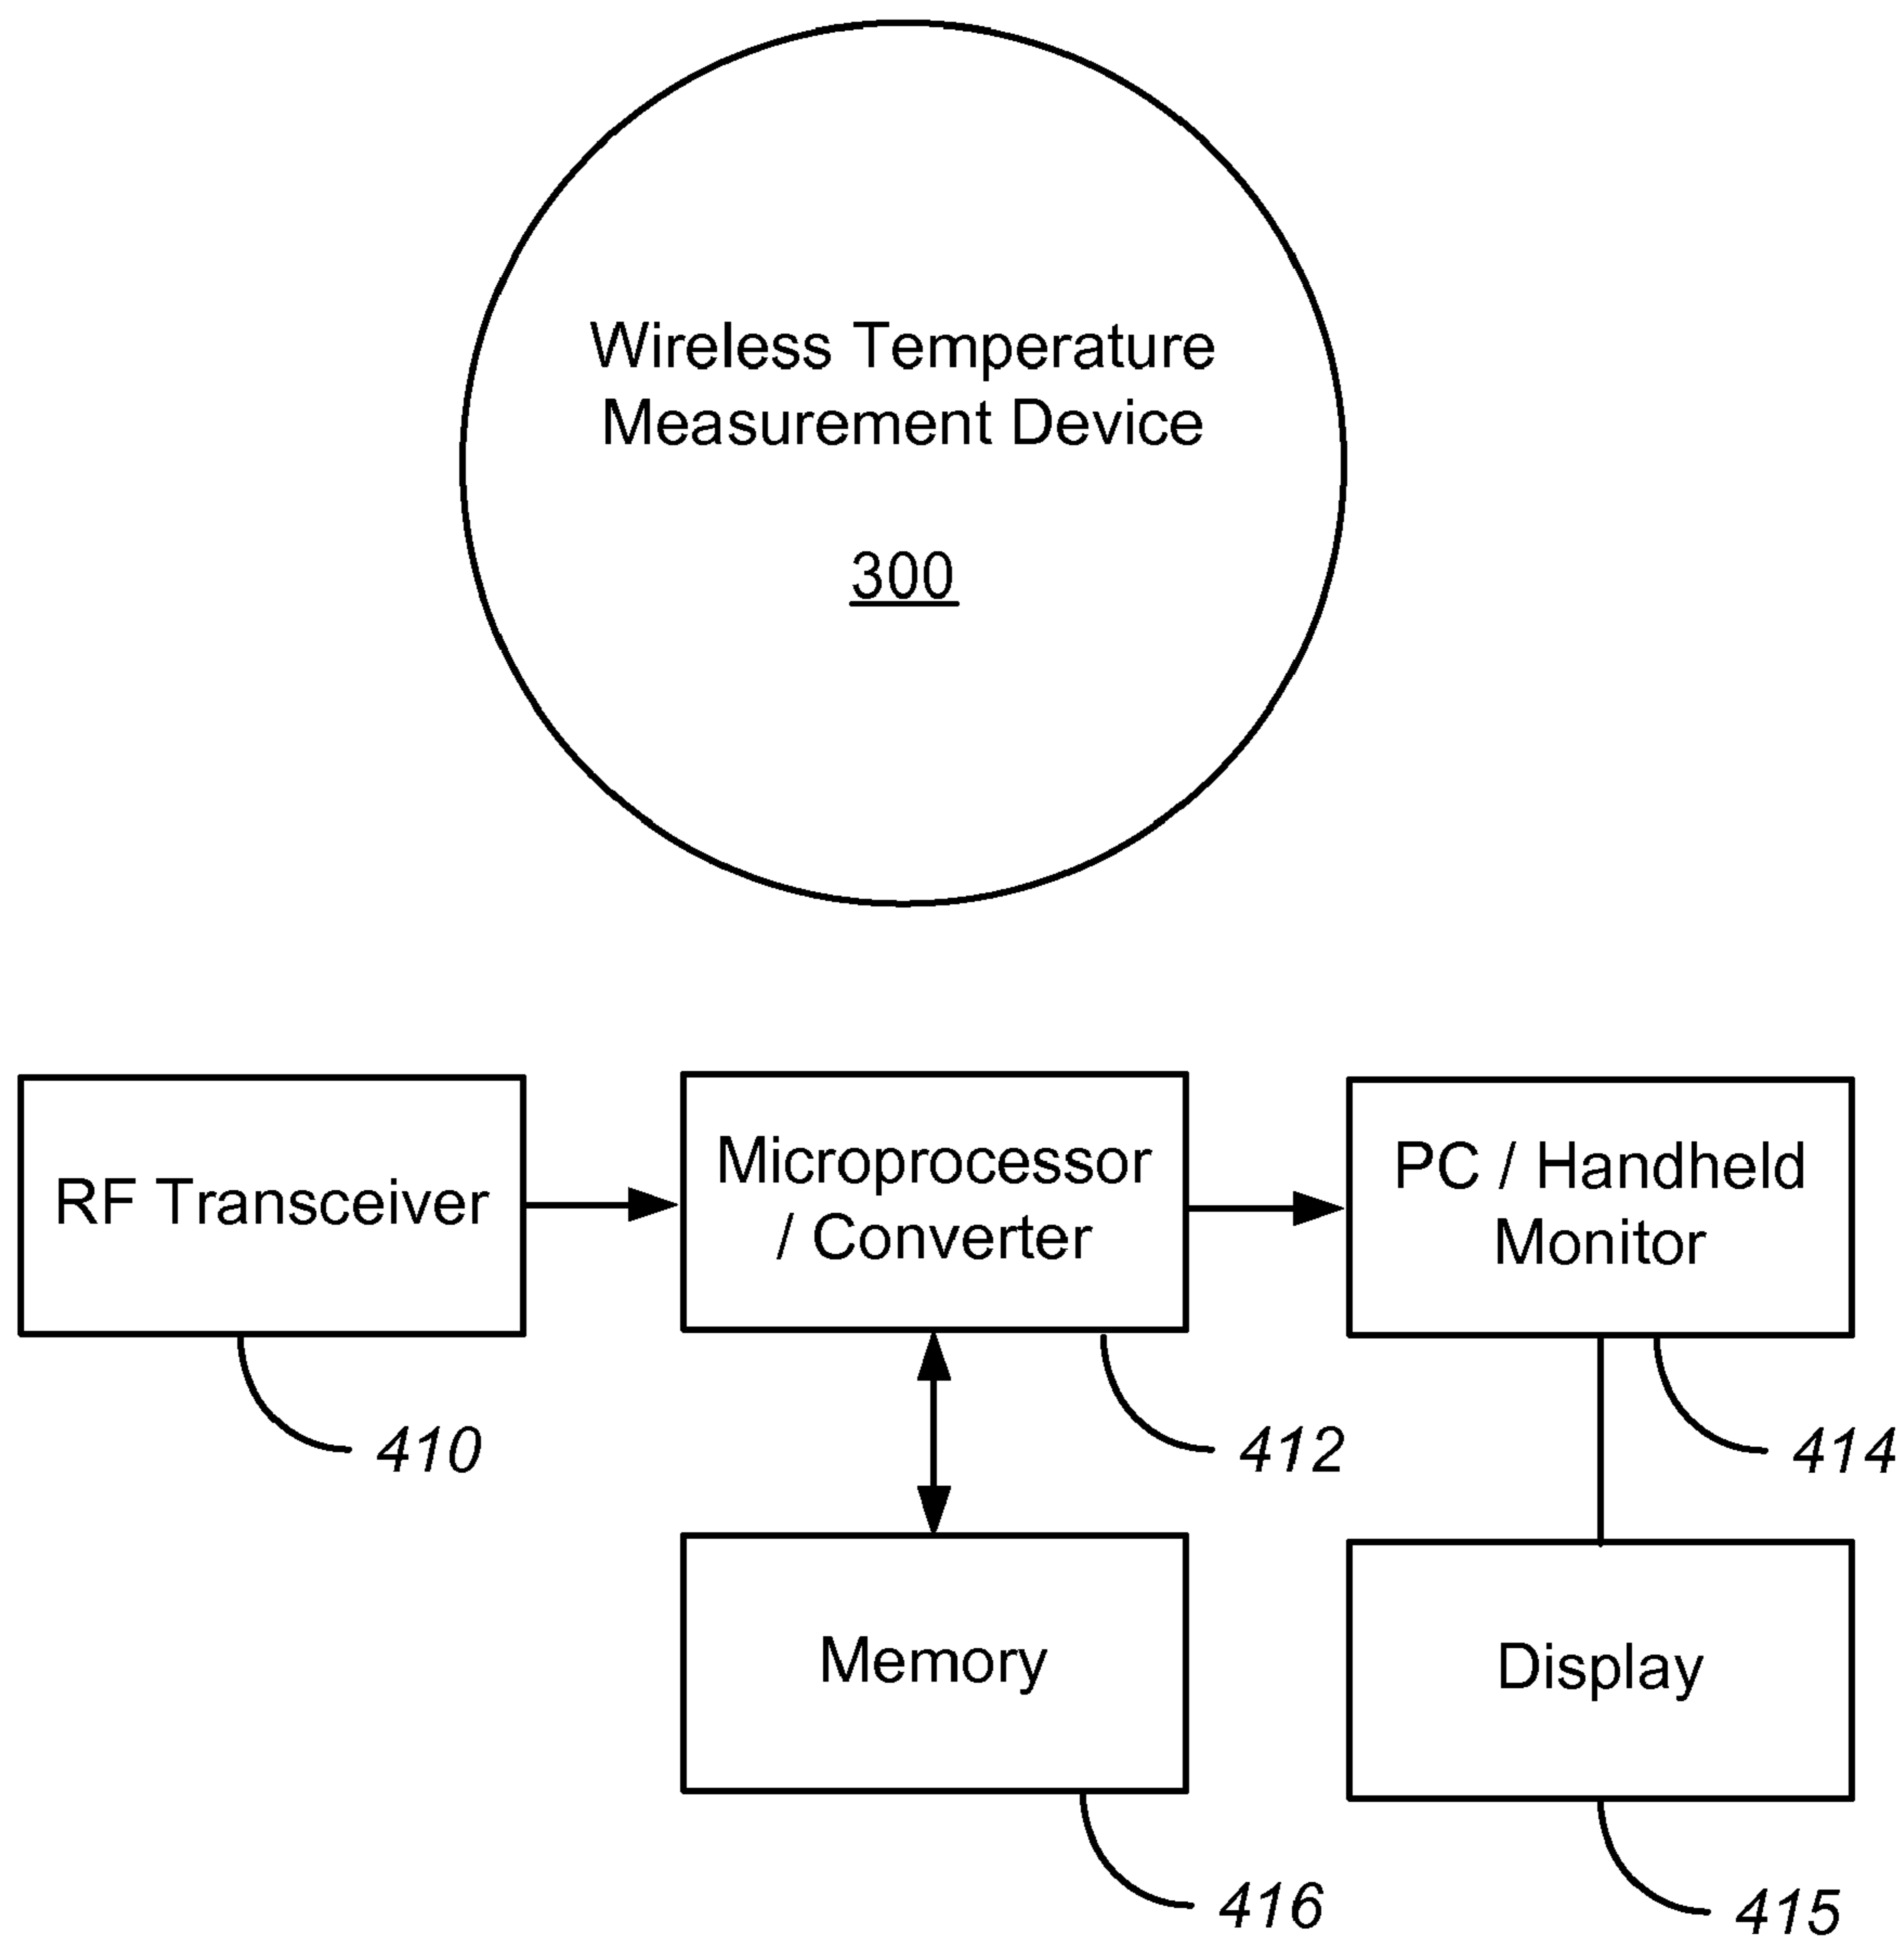 Wireless Temperature
Measurement Device
300
RF Transceiver
410
Microprocessor
/ Converter
412
PC / Handheld
Monitor
414
Memory
416
Display
415